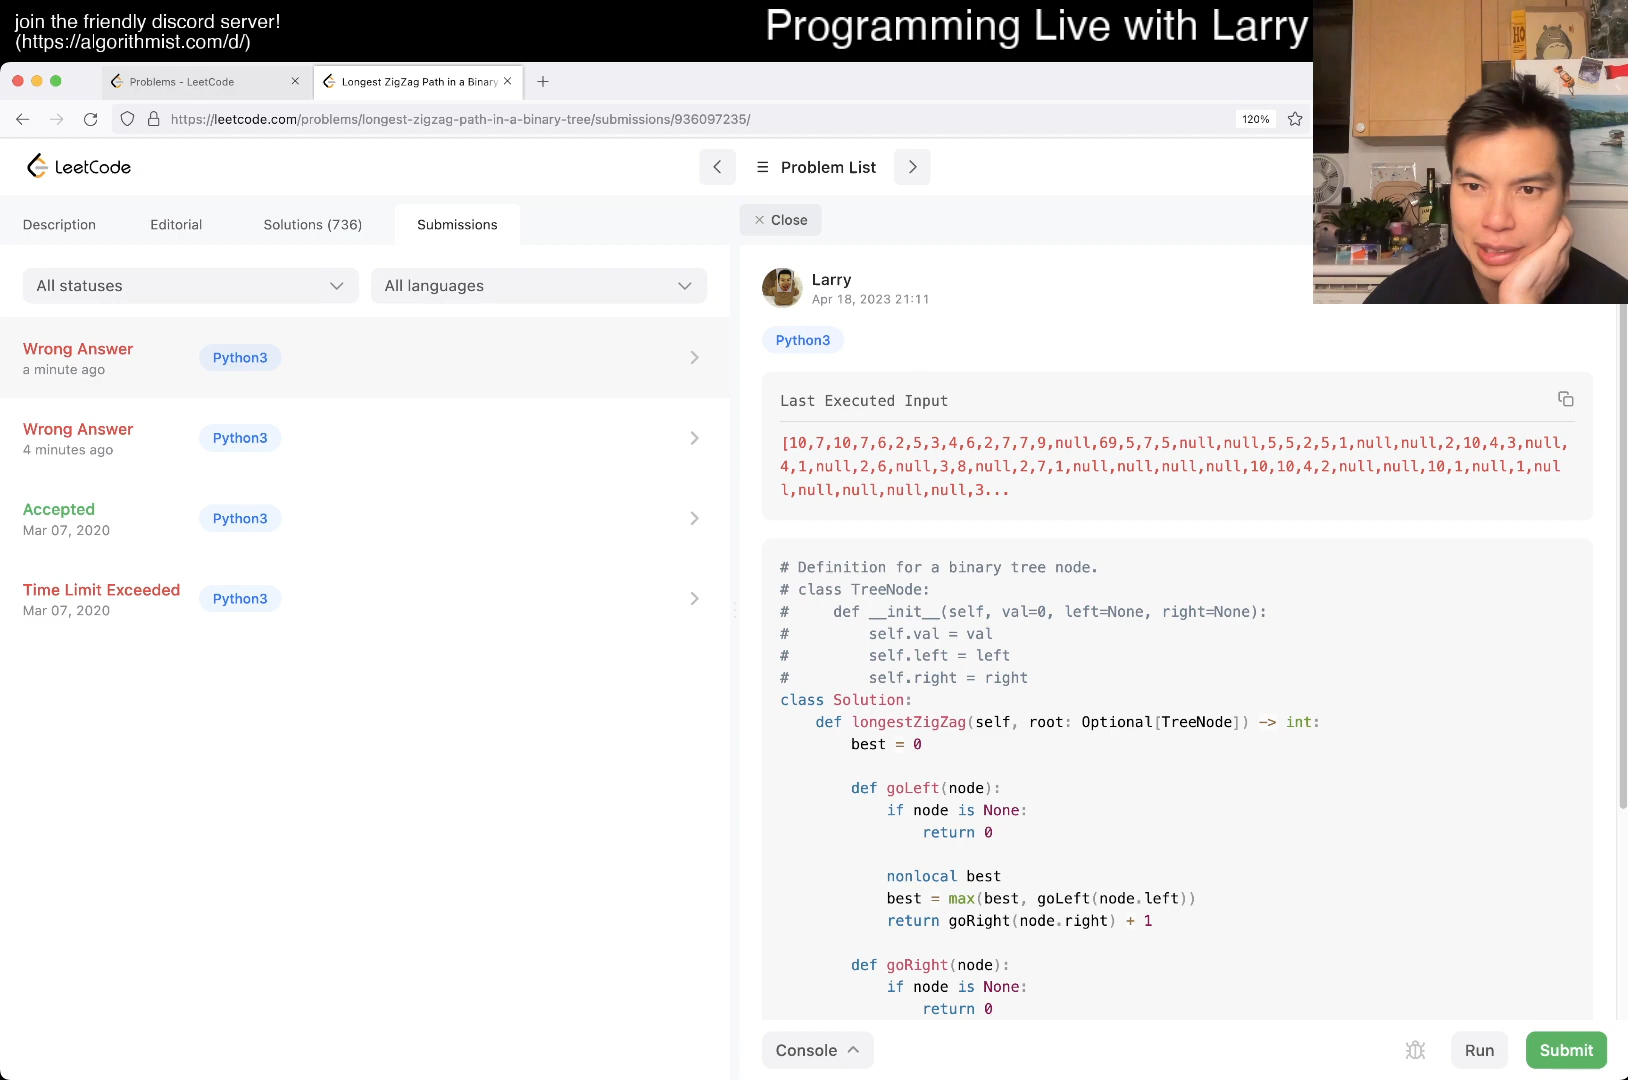 join the friendly discord server!
(https://algorithmist.com/d/)
Programming Live with Larry
Problems - LeetCode
Longest ZigZag Path in a Binary
https://leetcode.com/problems/longest-zigzag-path-in-a-binary-tree/submissions/936097235/
120%
LeetCode
Problem List
Description
Editorial
Solutions (736)
Submissions
Close
All statuses
All languages
Wrong Answer
a minute ago
Python3
Wrong Answer
4 minutes ago
Python3
Accepted
Mar 07, 2020
Python3
Time Limit Exceeded
Mar 07, 2020
Python3
Larry
Apr 18, 2023 21:11
Python3
Last Executed Input
[10,7,10,7,6,2,5,3,4,6,2,7,7,9,null,69,5,7,5,null,null,5,5,2,5,1,null,null,2,10,4,3,null,
4,1,null,2,6,null,3,8,null,2,7,1,null,null,null,null,10,10,4,2,null,null,10,1,null,1,nul
l,null,null,null,null,3...
# Definition for a binary tree node.
# class TreeNode:
#     def __init__(self, val=0, left=None, right=None):
#         self.val = val
#         self.left = left
#         self.right = right
class Solution:
    def longestZigZag(self, root: Optional[TreeNode]) -> int:
        best = 0
        def goLeft(node):
            if node is None:
                return 0
            nonlocal best
            best = max(best, goLeft(node.left))
            return goRight(node.right) + 1
        def goRight(node):
            if node is None:
                return 0
Console
Run
Submit